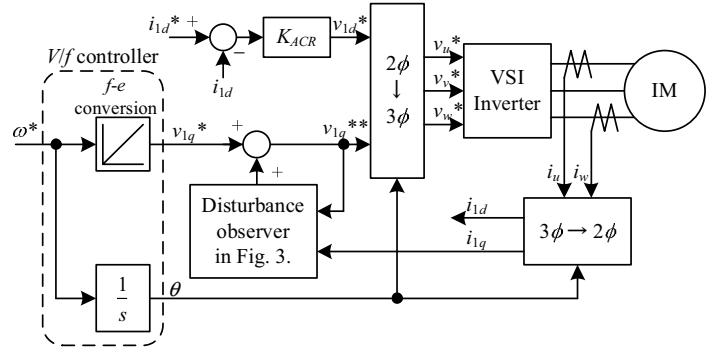 i1d* + − KACR v1d*
i1d
V/f controller
f-e
conversion
ω* v1q* + v1q**
+
2ϕ
↓
3ϕ
vu*
vv*
vw*
VSI
Inverter
IM
iu iw
Disturbance
observer
in Fig. 3.
i1d
i1q
3ϕ → 2ϕ
1
s
θ